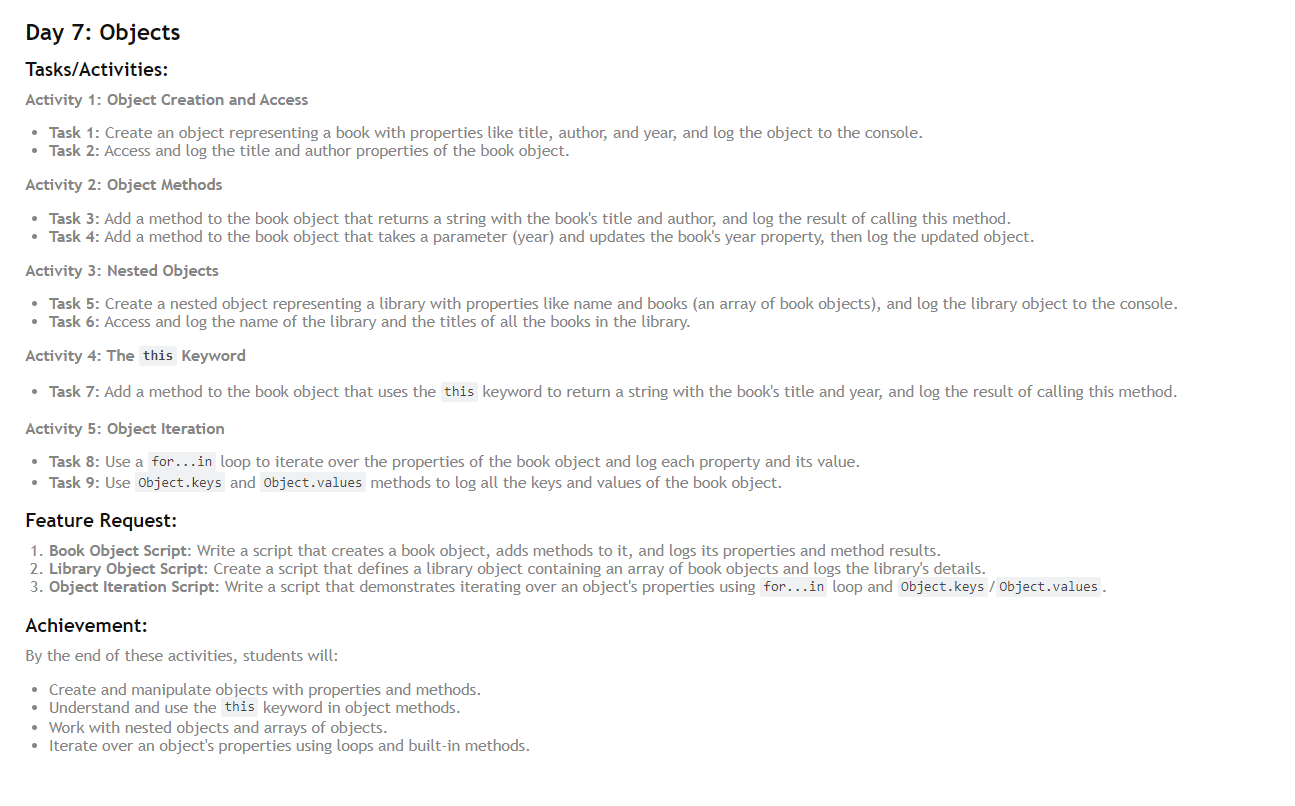 Day 7: Objects
Tasks/Activities:
Activity 1: Object Creation and Access
• Task 1: Create an object representing a book with properties like title, author, and year, and log the object to the console.
• Task 2: Access and log the title and author properties of the book object.
Activity 2: Object Methods
• Task 3: Add a method to the book object that returns a string with the book's title and author, and log the result of calling this method.
• Task 4: Add a method to the book object that takes a parameter (year) and updates the book's year property, then log the updated object.
Activity 3: Nested Objects
• Task 5: Create a nested object representing a library with properties like name and books (an array of book objects), and log the library object to the console.
• Task 6: Access and log the name of the library and the titles of all the books in the library.
Activity 4: The this Keyword
• Task 7: Add a method to the book object that uses the this keyword to return a string with the book's title and year, and log the result of calling this method.
Activity 5: Object Iteration
• Task 8: Use a for...in loop to iterate over the properties of the book object and log each property and its value.
• Task 9: Use Object.keys and Object.values methods to log all the keys and values of the book object.
Feature Request:
1. Book Object Script: Write a script that creates a book object, adds methods to it, and logs its properties and method results.
2. Library Object Script: Create a script that defines a library object containing an array of book objects and logs the library's details.
3. Object Iteration Script: Write a script that demonstrates iterating over an object's properties using for...in loop and Object.keys/Object.values.
Achievement:
By the end of these activities, students will:
• Create and manipulate objects with properties and methods.
• Understand and use the this keyword in object methods.
• Work with nested objects and arrays of objects.
• Iterate over an object's properties using loops and built-in methods.